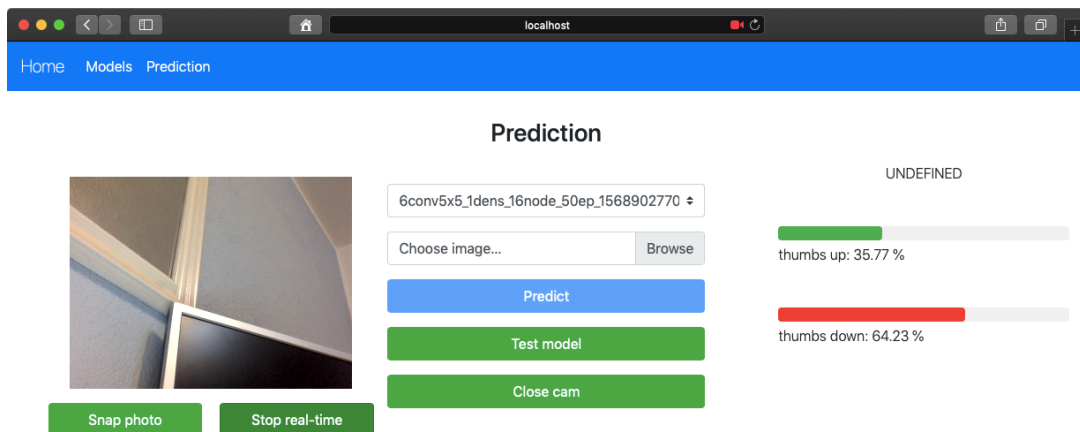 localhost
Home Models Prediction
Prediction
6conv5x5_1dens_16node_50ep_1568902770
Choose image... Browse
Predict
Test model
Close cam
Snap photo Stop real-time
UNDEFINED
thumbs up: 35.77 %
thumbs down: 64.23 %